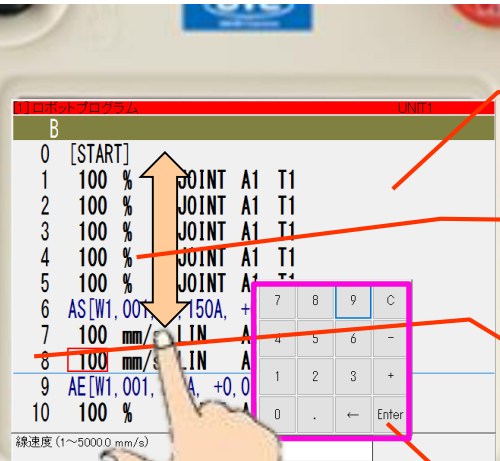 [1]ロボットプログラム UNIT1
B
0 [START]
1 100 % JOINT A1 T1
2 100 % JOINT A1 T1
3 100 % JOINT A1 T1
4 100 % JOINT A1 T1
5 100 % JOINT A1 T1
6 AS[W1,001, ,150A, +
7 100 mm/s LIN A
8 100 mm/s LIN A
9 AE[W1,001, A, +0,0
10 100 % A
7 8 9 C
4 5 6 -
1 2 3 +
0 . ← Enter
線速度(1~5000.0 mm/s)